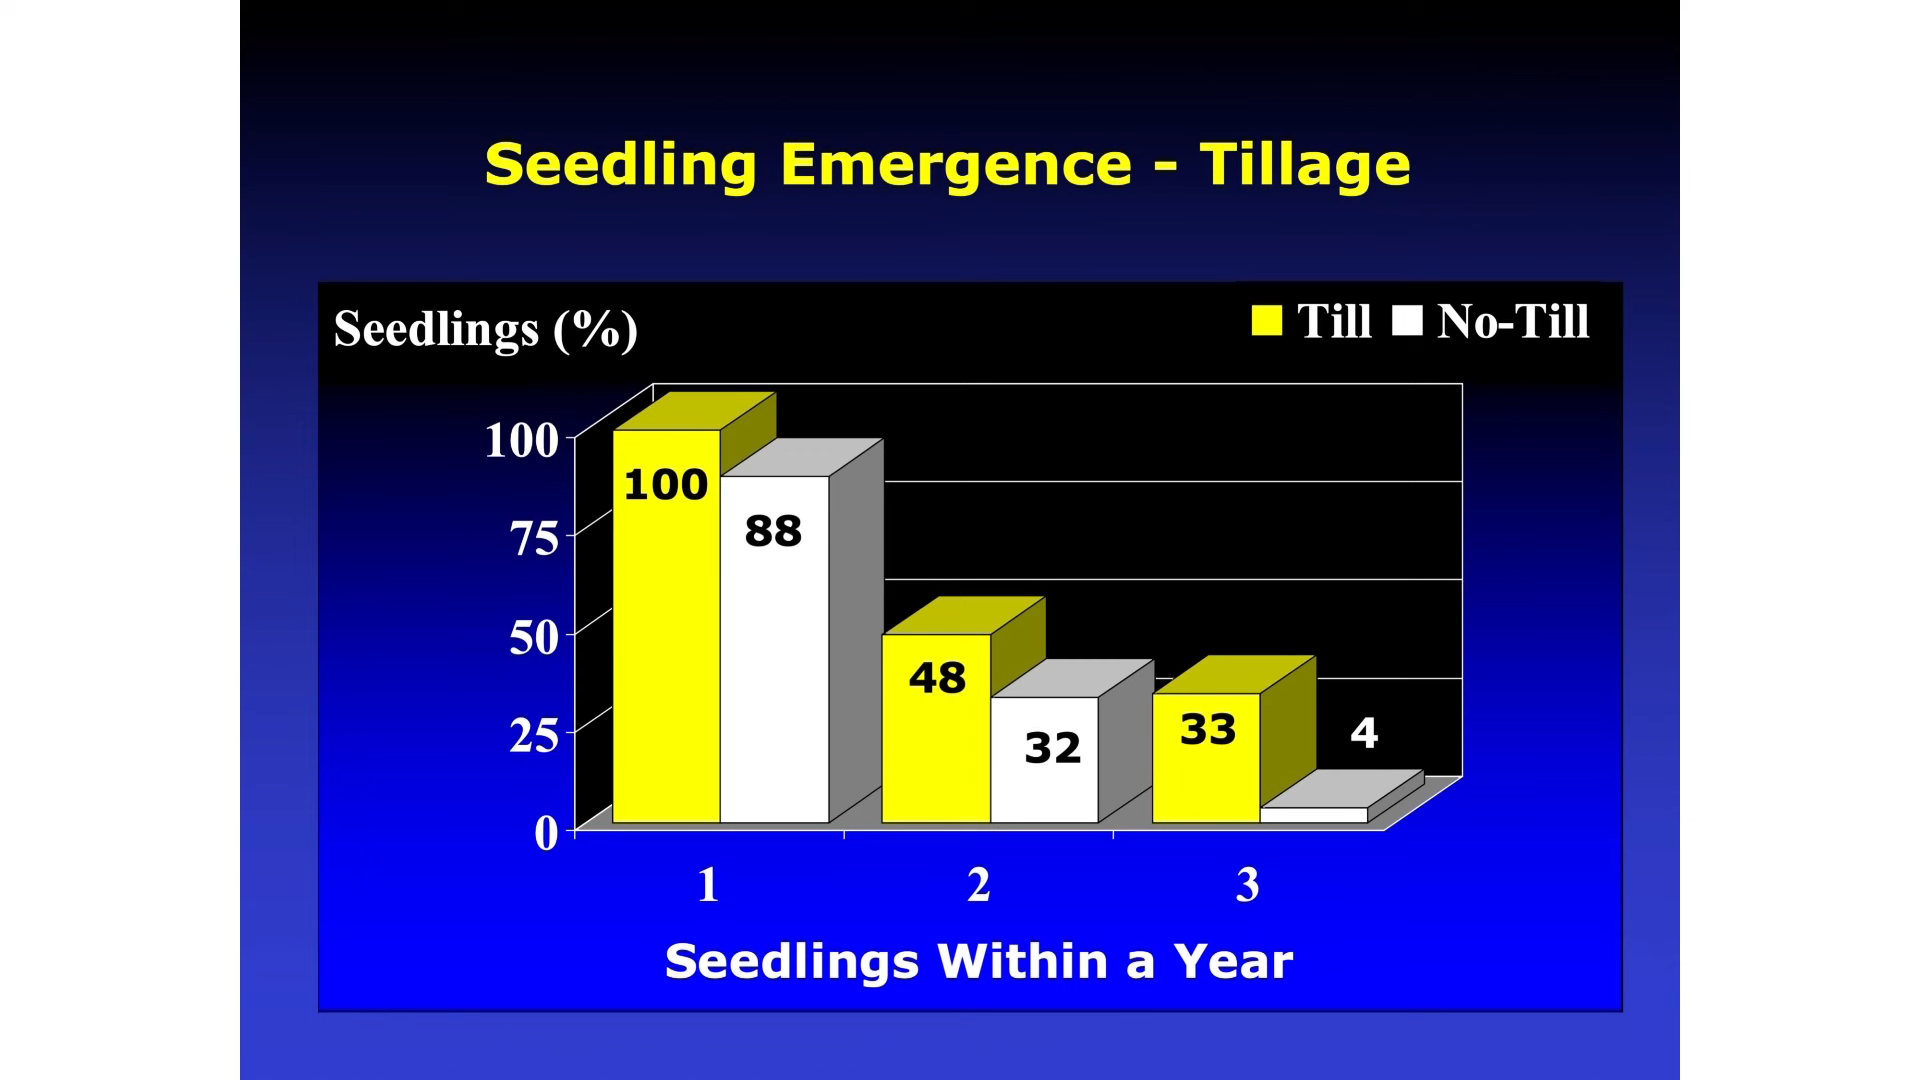 Seedling Emergence - Tillage
Seedlings (%)
Till No-Till
100
75
50
25
0
100
88
48
32
33
4
1 2 3
Seedlings Within a Year